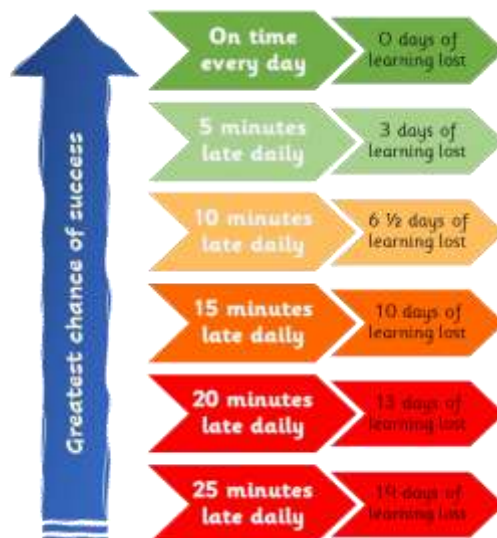 On time
every day
0 days of
learning lost
5 minutes
late daily
3 days of
learning lost
10 minutes
late daily
6 ½ days of
learning lost
15 minutes
late daily
10 days of
learning lost
20 minutes
late daily
13 days of
learning lost
25 minutes
late daily
19 days of
learning lost
Greatest chance of success